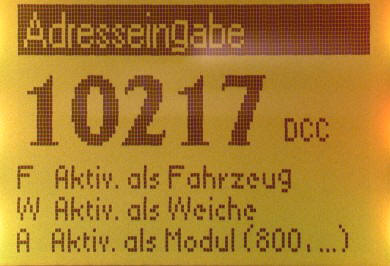 Adresseingabe
10217 DCC
F Aktiv. als Fahrzeug
W Aktiv. als Weiche
A Aktiv. als Modul (800, ...)